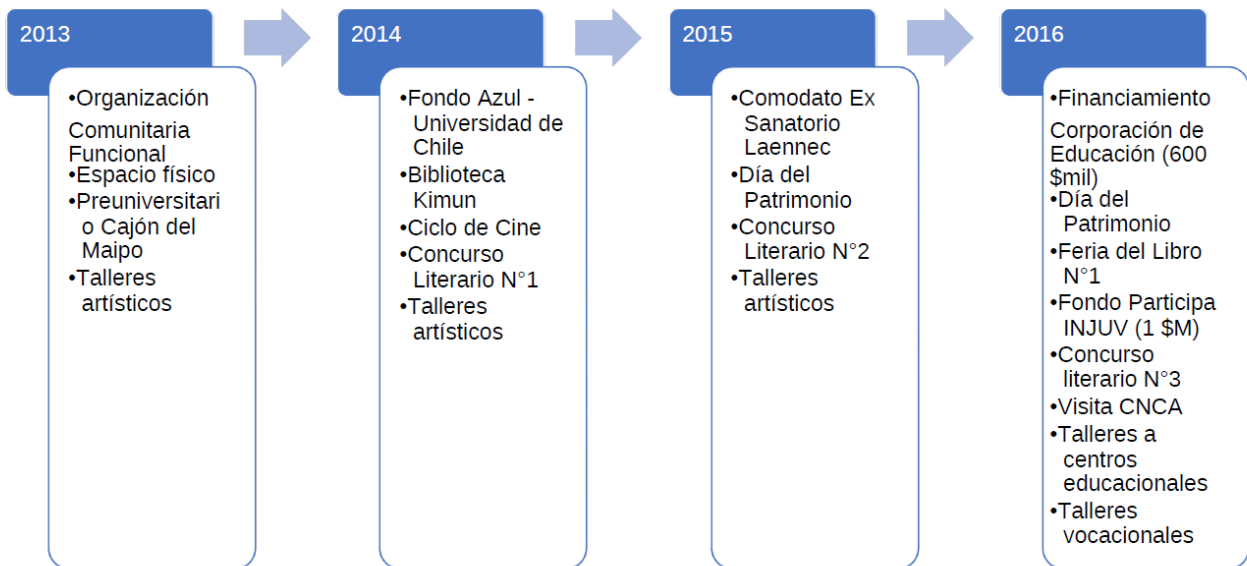 2013
•Organización
Comunitaria
Funcional
•Espacio físico
•Preuniversitari
o Cajón del
Maipo
•Talleres
artísticos
2014
•Fondo Azul -
Universidad de
Chile
•Biblioteca
Kimun
•Ciclo de Cine
•Concurso
Literario N°1
•Talleres
artísticos
2015
•Comodato Ex
Sanatorio
Laennec
•Día del
Patrimonio
•Concurso
Literario N°2
•Talleres
artísticos
2016
•Financiamiento
Corporación de
Educación (600
$mil)
•Día del
Patrimonio
•Feria del Libro
N°1
•Fondo Participa
INJUV (1 $M)
•Concurso
literario N°3
•Visita CNCA
•Talleres a
centros
educacionales
•Talleres
vocacionales